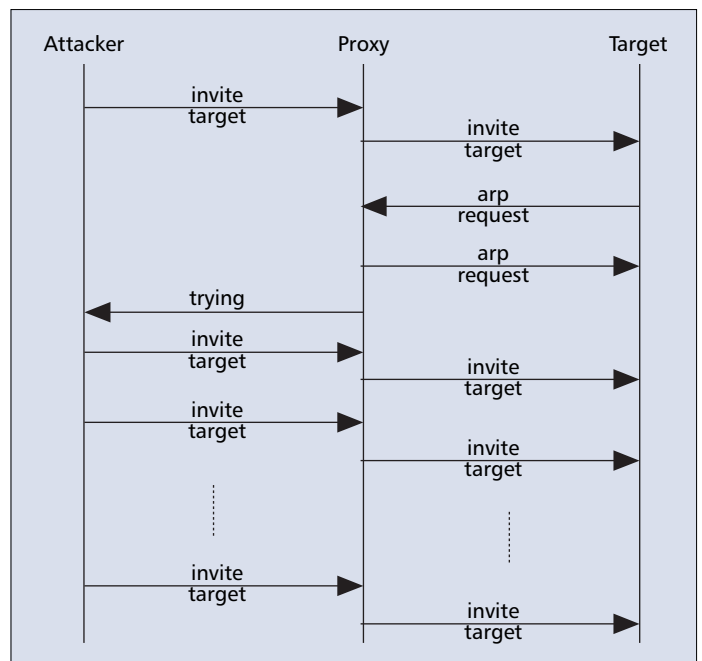 Attacker Proxy Target
invite
target
invite
target
arp
request
arp
request
trying
invite
target
invite
target
invite
target
invite
target
invite
target
invite
target